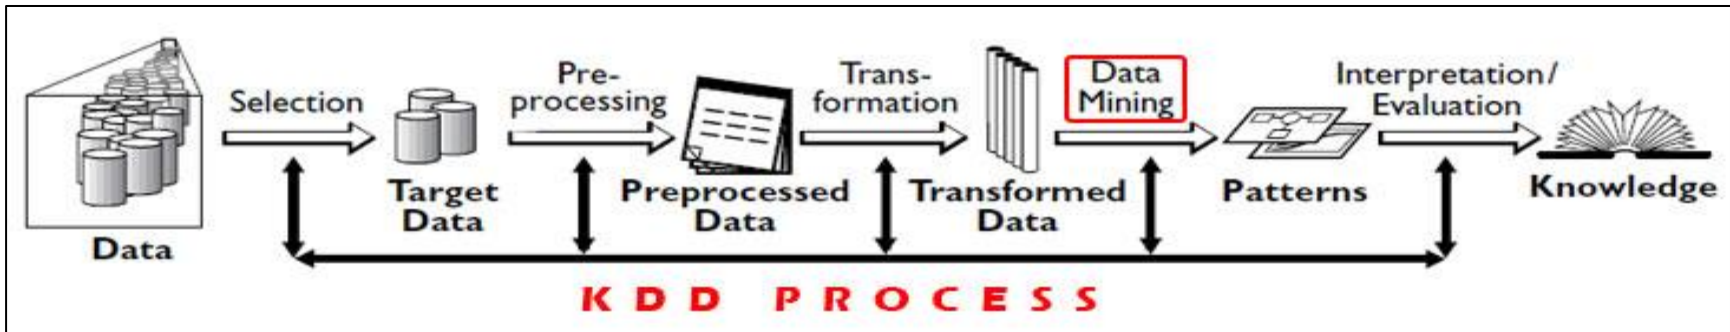 Data
Selection
Target
Data
Pre-
processing
Preprocessed
Data
Trans-
formation
Transformed
Data
Data
Mining
Patterns
Interpretation/
Evaluation
Knowledge
KDD PROCESS